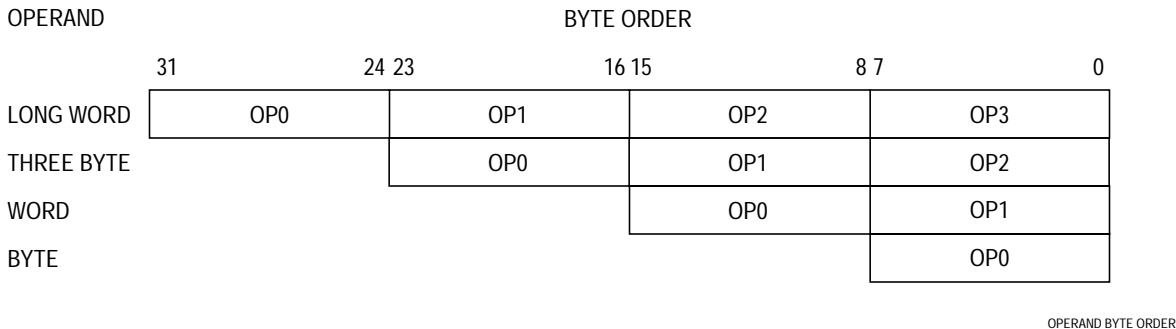 OPERAND BYTE ORDER
31 24 23 16 15 8 7 0
LONG WORD OP0 OP1 OP2 OP3
THREE BYTE OP0 OP1 OP2
WORD OP0 OP1
BYTE OP0
OPERAND BYTE ORDER